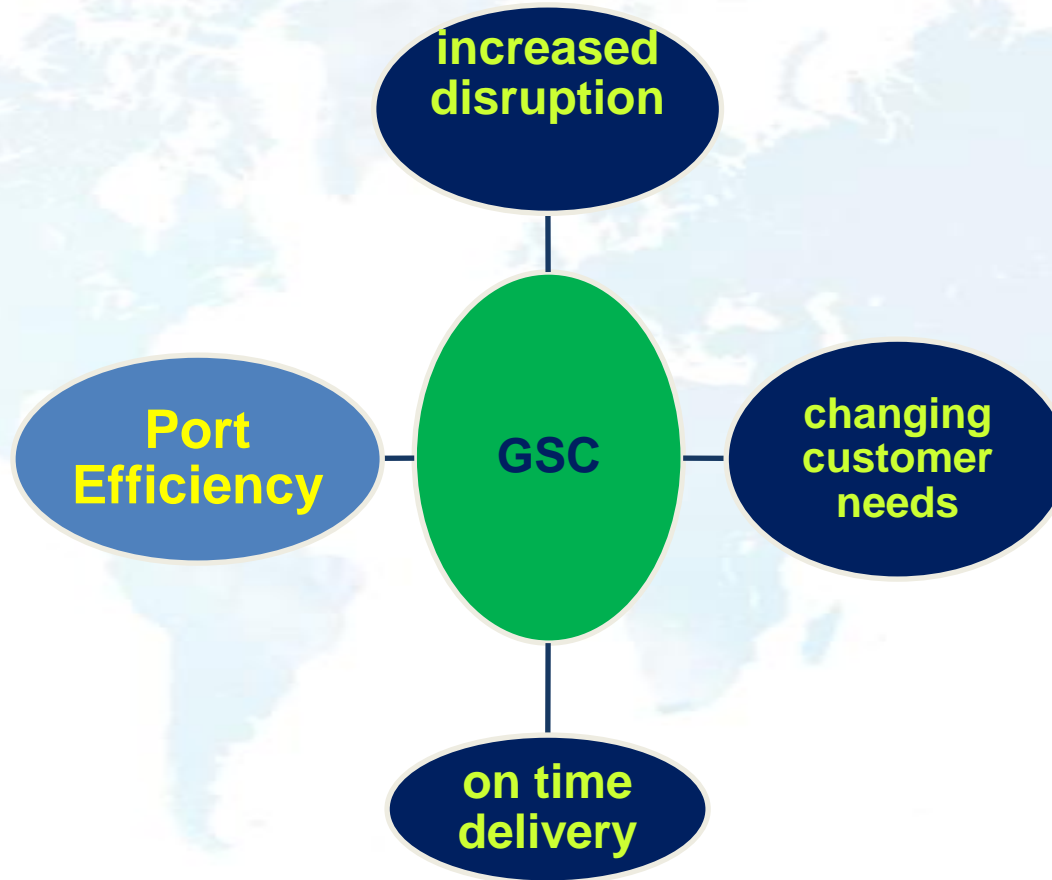 increased
disruption
Port
Efficiency
GSC
changing
customer
needs
on time
delivery